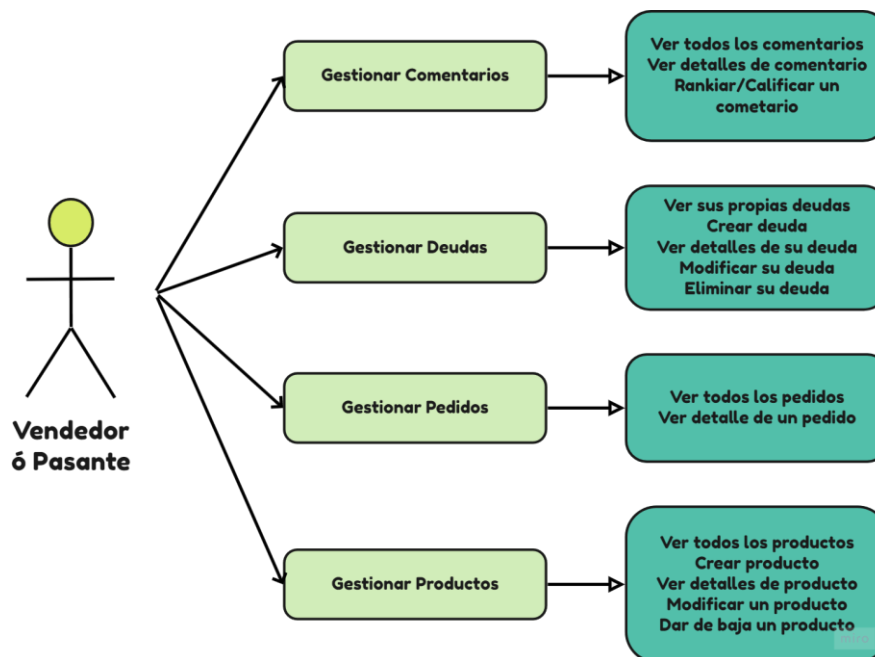 Vendedor
ó Pasante
Gestionar Comentarios
Ver todos los comentarios
Ver detalles de comentario
Rankiar/Calificar un
cometario
Gestionar Deudas
Ver sus propias deudas
Crear deuda
Ver detalles de su deuda
Modificar su deuda
Eliminar su deuda
Gestionar Pedidos
Ver todos los pedidos
Ver detalle de un pedido
Gestionar Productos
Ver todos los productos
Crear producto
Ver detalles de producto
Modificar un producto
Dar de baja un producto
miro